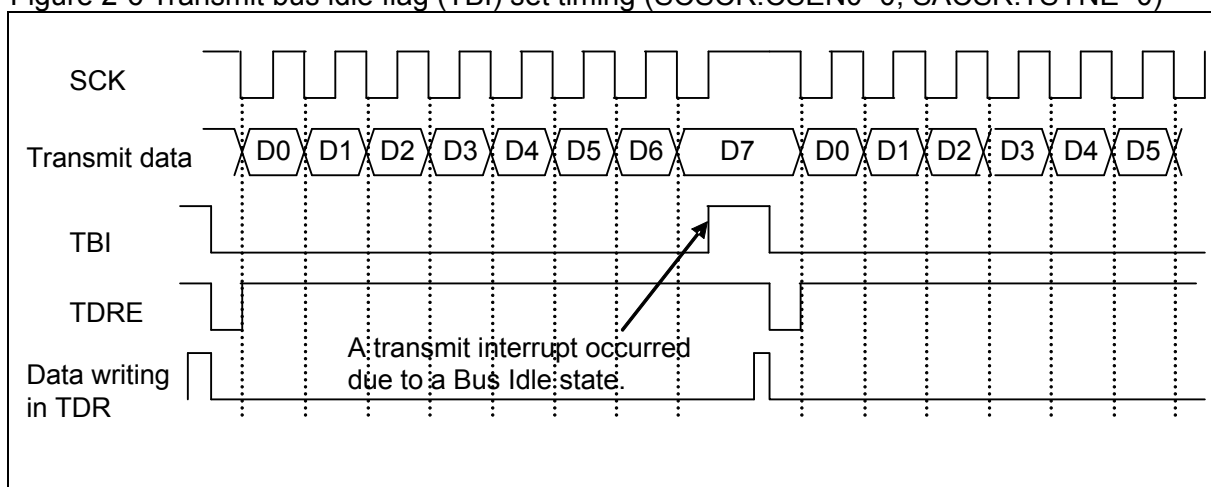 SCK
Transmit data D0 D1 D2 D3 D4 D5 D6 D7 D0 D1 D2 D3 D4 D5
TBI
TDRE
A transmit interrupt occurred
due to a Bus Idle state.
Data writing
in TDR